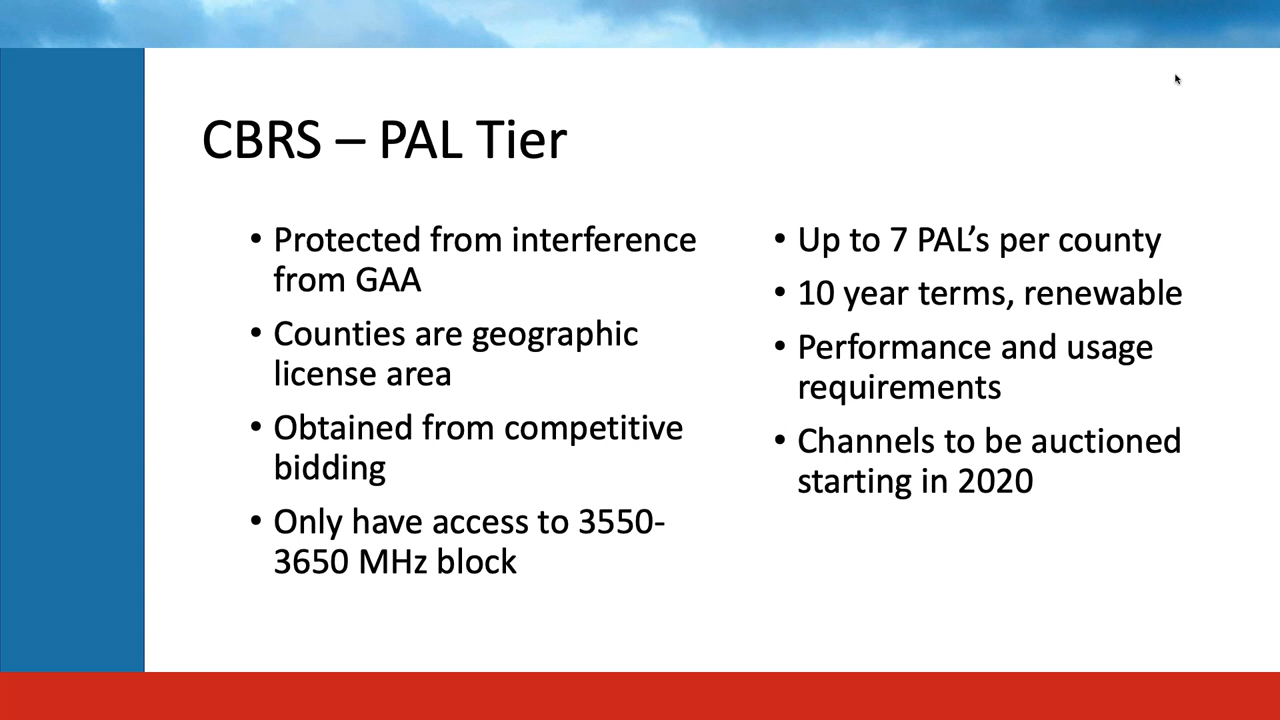 CBRS – PAL Tier
• Protected from interference
from GAA
• Counties are geographic
license area
• Obtained from competitive
bidding
• Only have access to 3550-
3650 MHz block
• Up to 7 PAL’s per county
• 10 year terms, renewable
• Performance and usage
requirements
• Channels to be auctioned
starting in 2020